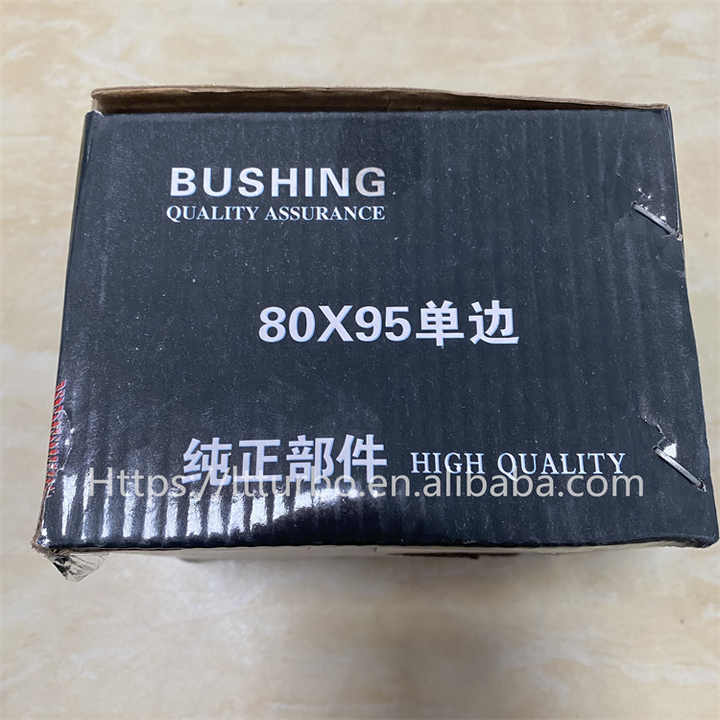 BUSHING
QUALITY ASSURANCE
80X95单边
纯正部件 HIGH QUALITY
Https://ltturbo.en.alibaba.com